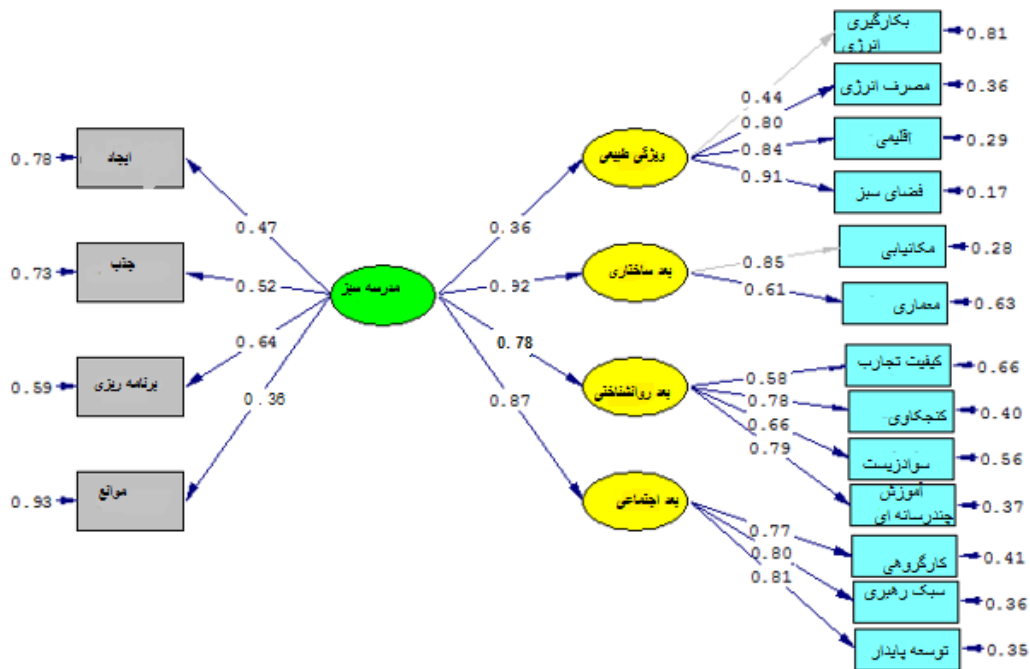 بکارگیری
انرژی
0.81
مصرف انرژی
0.36
اقلیمی
0.29
فضای سبز
0.17
مکانیابی
0.28
معماری
0.63
کیفیت تجارب
0.66
کنجکاوی
0.40
سوادزیست
0.56
آموزش
چندرسانه ای
0.37
کارگروهی
0.41
سبک رهبری
0.36
توسعه پایدار
0.35
0.44
0.80
0.84
0.91
0.85
0.61
0.58
0.78
0.66
0.79
0.77
0.80
0.81
ویژگی طبیعی
بعد ساختاری
بعد روانشناختی
بعد اجتماعی
0.36
0.92
0.78
0.87
مدرسه سبز
0.47
0.52
0.64
0.36
ایجاد
0.78
جذب
0.73
برنامه ریزی
0.59
موانع
0.93